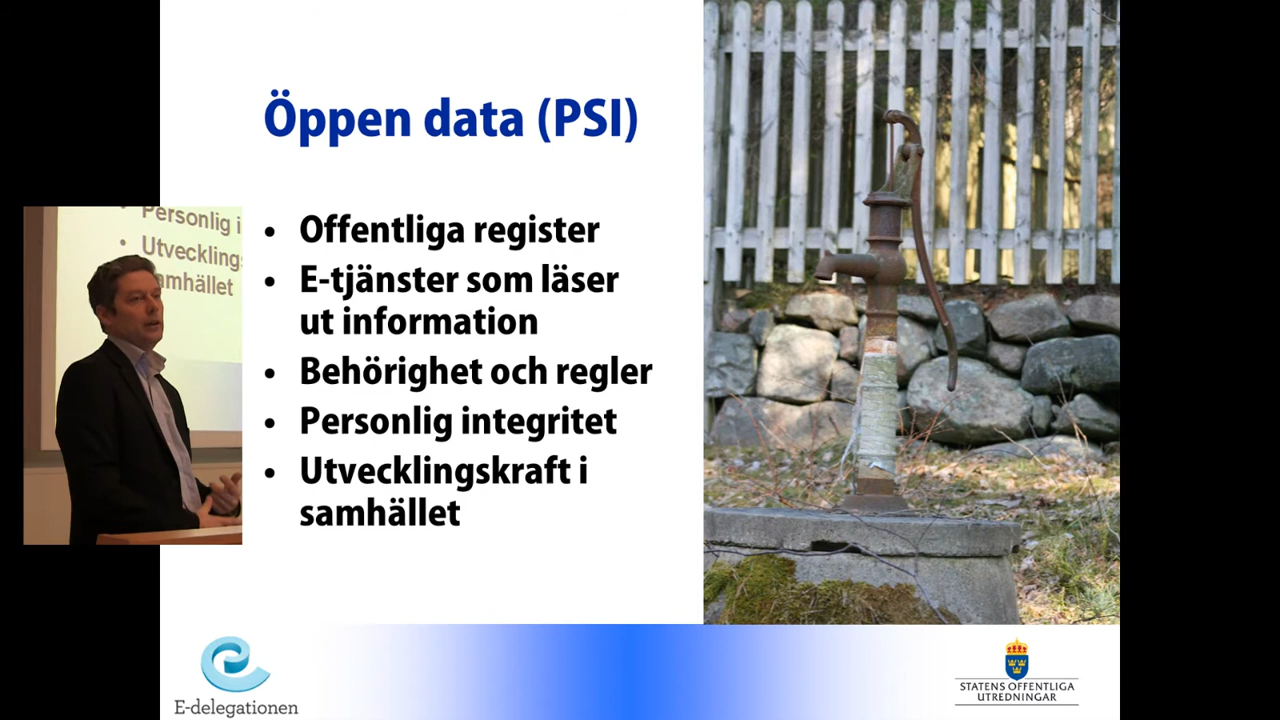 Öppen data (PSI)
• Offentliga register
• E-tjänster som läser
ut information
• Behörighet och regler
• Personlig integritet
• Utvecklingskraft i
samhället
• Personlig i
• Utvecklings
samhället
E-delegationen
STATENS OFFENTLIGA
UTREDNINGAR